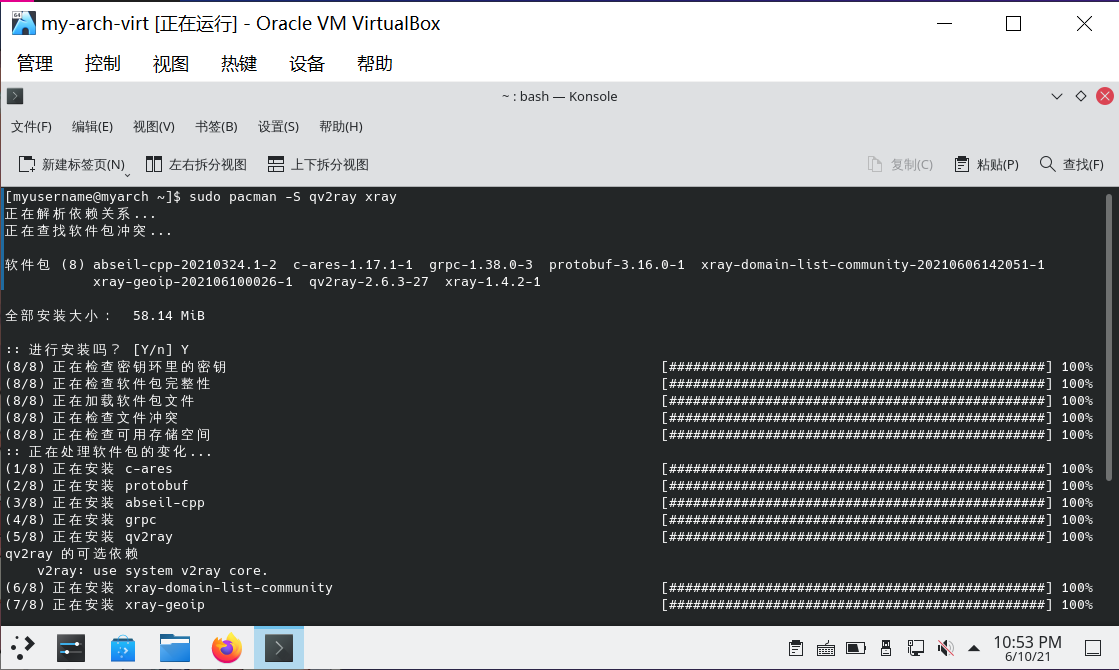 64
my-arch-virt [正在运行] - Oracle VM VirtualBox
管理 控制 视图 热键 设备 帮助
~ : bash — Konsole
文件(F) 编辑(E) 视图(V) 书签(B) 设置(S) 帮助(H)
新建标签页(N) 左右拆分视图 上下拆分视图 复制(C) 粘贴(P) 查找(F)
[myusername@myarch ~]$ sudo pacman -S qv2ray xray
正在解析依赖关系...
正在查找软件包冲突...
软件包 (8) abseil-cpp-20210324.1-2 c-ares-1.17.1-1 grpc-1.38.0-3 protobuf-3.16.0-1 xray-domain-list-community-20210606142051-1
xray-geoip-202106100026-1 qv2ray-2.6.3-27 xray-1.4.2-1
全部安装大小： 58.14 MiB
:: 进行安装吗？ [Y/n] Y
(8/8) 正在检查密钥环里的密钥 [###############################################] 100%
(8/8) 正在检查软件包完整性 [###############################################] 100%
(8/8) 正在加载软件包文件 [###############################################] 100%
(8/8) 正在检查文件冲突 [###############################################] 100%
(8/8) 正在检查可用存储空间 [###############################################] 100%
:: 正在处理软件包的变化...
(1/8) 正在安装 c-ares [###############################################] 100%
(2/8) 正在安装 protobuf [###############################################] 100%
(3/8) 正在安装 abseil-cpp [###############################################] 100%
(4/8) 正在安装 grpc [###############################################] 100%
(5/8) 正在安装 qv2ray [###############################################] 100%
qv2ray 的可选依赖
v2ray: use system v2ray core.
(6/8) 正在安装 xray-domain-list-community [###############################################] 100%
(7/8) 正在安装 xray-geoip [###############################################] 100%
10:53 PM
6/10/21